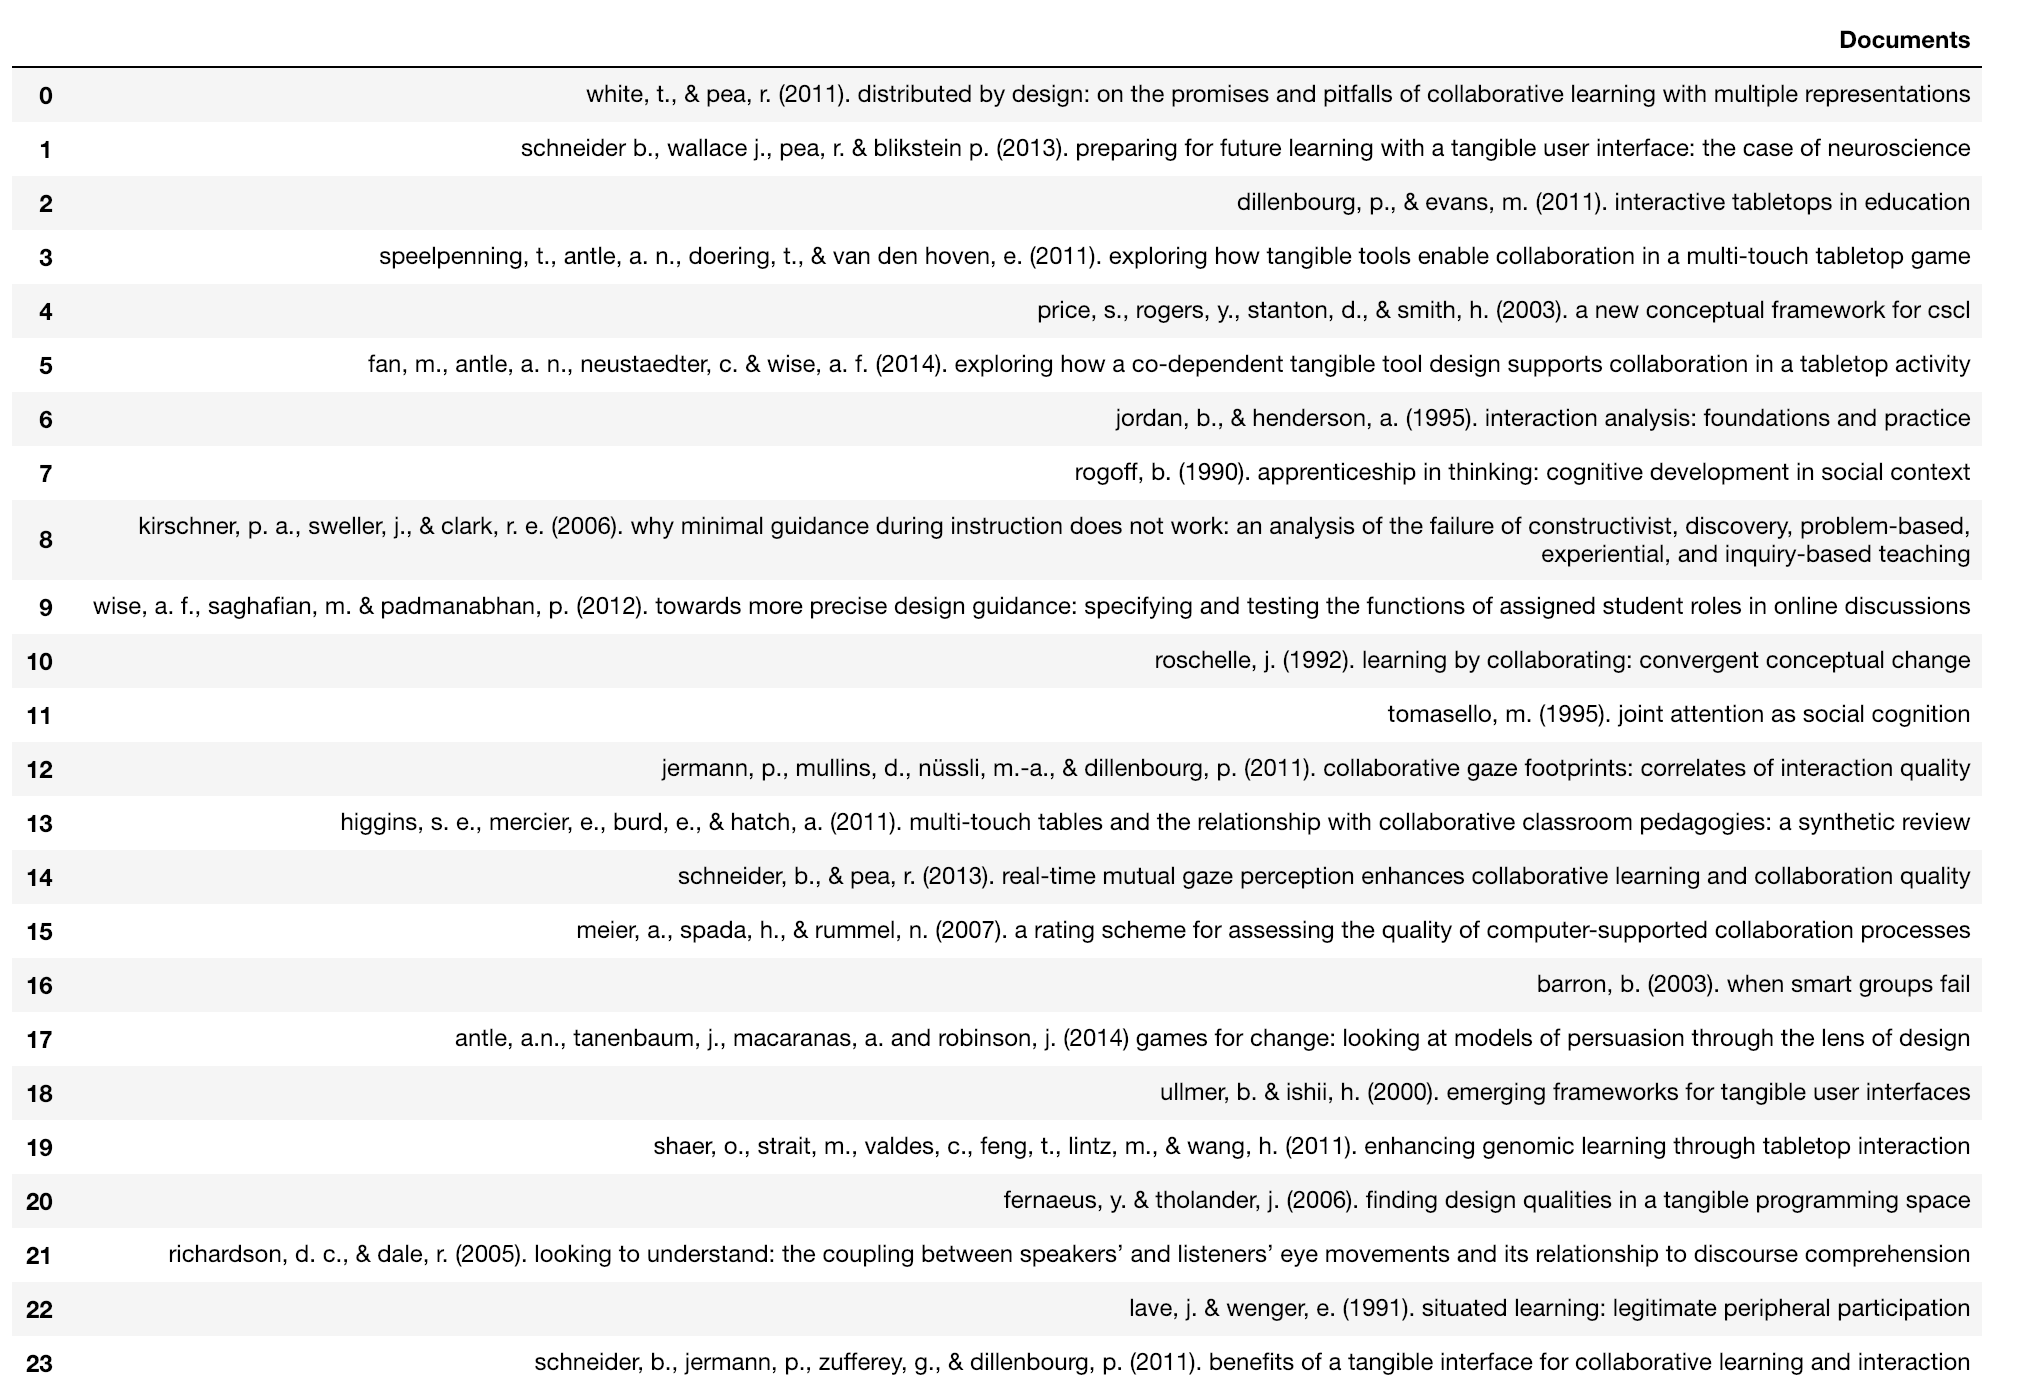 Documents
0 white, t., & pea, r. (2011). distributed by design: on the promises and pitfalls of collaborative learning with multiple representations
1 schneider b., wallace j., pea, r. & blikstein p. (2013). preparing for future learning with a tangible user interface: the case of neuroscience
2 dillenbourg, p., & evans, m. (2011). interactive tabletops in education
3 speelpenning, t., antle, a. n., doering, t., & van den hoven, e. (2011). exploring how tangible tools enable collaboration in a multi-touch tabletop game
4 price, s., rogers, y., stanton, d., & smith, h. (2003). a new conceptual framework for cscl
5 fan, m., antle, a. n., neustaedter, c. & wise, a. f. (2014). exploring how a co-dependent tangible tool design supports collaboration in a tabletop activity
6 jordan, b., & henderson, a. (1995). interaction analysis: foundations and practice
7 rogoff, b. (1990). apprenticeship in thinking: cognitive development in social context
8 kirschner, p. a., sweller, j., & clark, r. e. (2006). why minimal guidance during instruction does not work: an analysis of the failure of constructivist, discovery, problem-based,
experiential, and inquiry-based teaching
9 wise, a. f., saghafian, m. & padmanabhan, p. (2012). towards more precise design guidance: specifying and testing the functions of assigned student roles in online discussions
10 roschelle, j. (1992). learning by collaborating: convergent conceptual change
11 tomasello, m. (1995). joint attention as social cognition
12 jermann, p., mullins, d., nüssli, m.-a., & dillenbourg, p. (2011). collaborative gaze footprints: correlates of interaction quality
13 higgins, s. e., mercier, e., burd, e., & hatch, a. (2011). multi-touch tables and the relationship with collaborative classroom pedagogies: a synthetic review
14 schneider, b., & pea, r. (2013). real-time mutual gaze perception enhances collaborative learning and collaboration quality
15 meier, a., spada, h., & rummel, n. (2007). a rating scheme for assessing the quality of computer-supported collaboration processes
16 barron, b. (2003). when smart groups fail
17 antle, a.n., tanenbaum, j., macaranas, a. and robinson, j. (2014) games for change: looking at models of persuasion through the lens of design
18 ullmer, b. & ishii, h. (2000). emerging frameworks for tangible user interfaces
19 shaer, o., strait, m., valdes, c., feng, t., lintz, m., & wang, h. (2011). enhancing genomic learning through tabletop interaction
20 fernaeus, y. & tholander, j. (2006). finding design qualities in a tangible programming space
21 richardson, d. c., & dale, r. (2005). looking to understand: the coupling between speakers’ and listeners’ eye movements and its relationship to discourse comprehension
22 lave, j. & wenger, e. (1991). situated learning: legitimate peripheral participation
23 schneider, b., jermann, p., zufferey, g., & dillenbourg, p. (2011). benefits of a tangible interface for collaborative learning and interaction